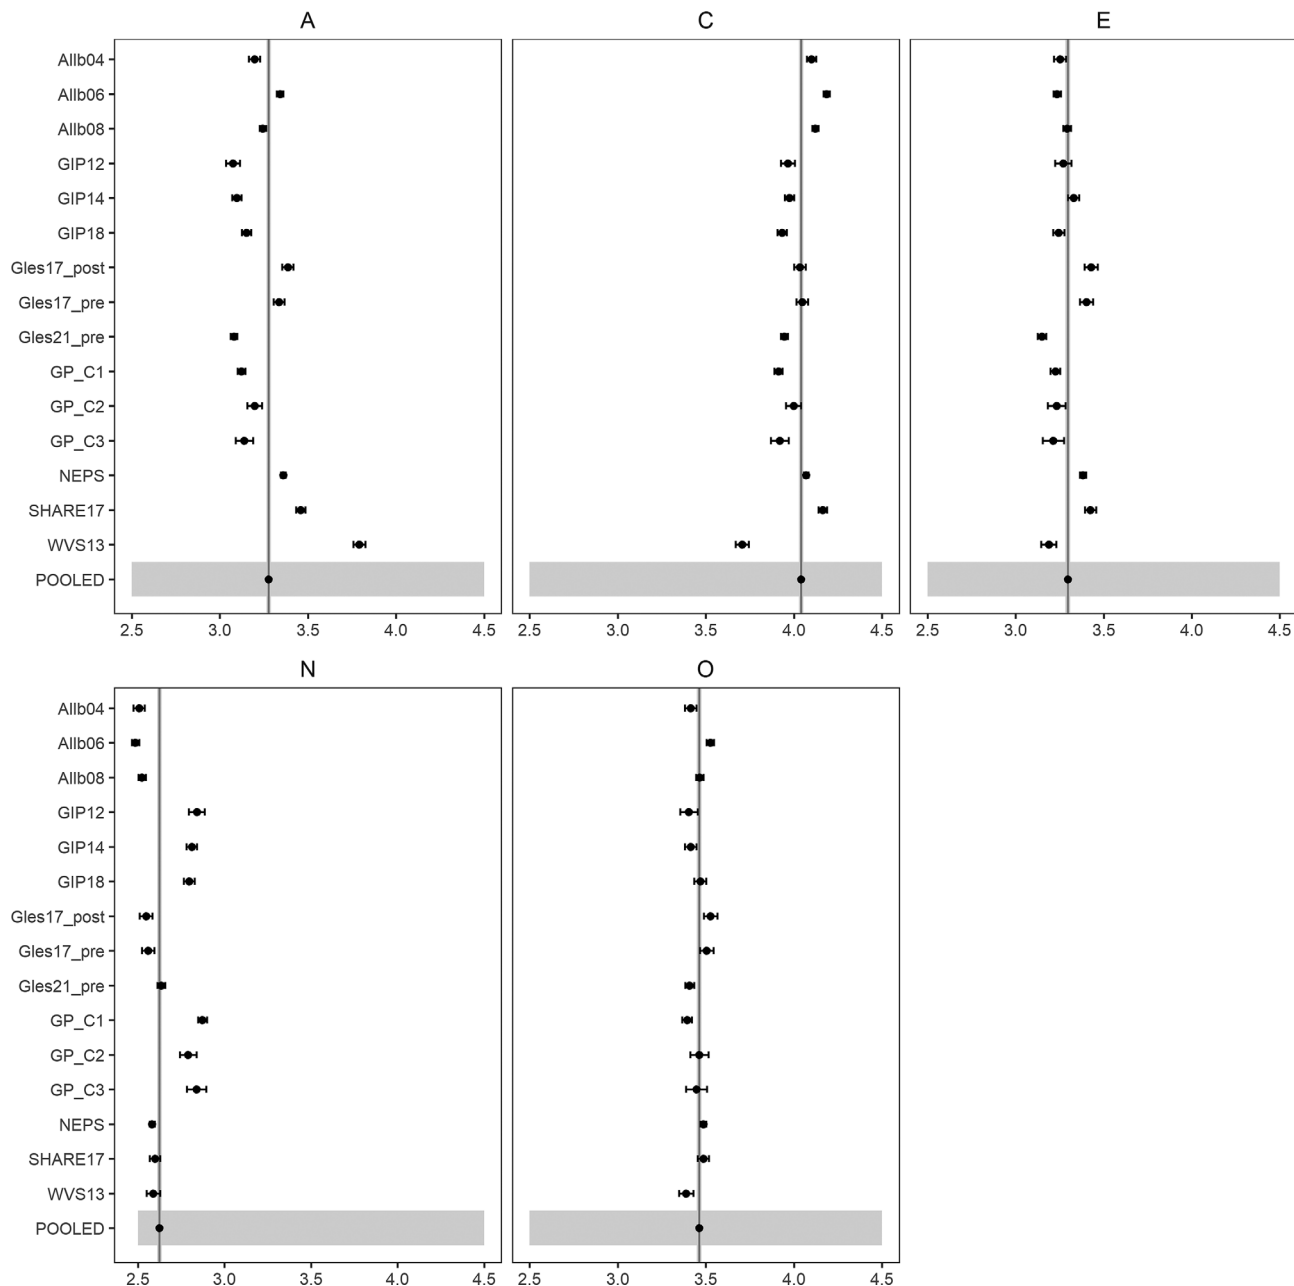 A C E
Allb04
Allb06
Allb08
GIP12
GIP14
GIP18
Gles17_post
Gles17_pre
Gles21_pre
GP_C1
GP_C2
GP_C3
NEPS
SHARE17
WVS13
POOLED
2.5 3.0 3.5 4.0 4.5 2.5 3.0 3.5 4.0 4.5 2.5 3.0 3.5 4.0 4.5
N O
Allb04
Allb06
Allb08
GIP12
GIP14
GIP18
Gles17_post
Gles17_pre
Gles21_pre
GP_C1
GP_C2
GP_C3
NEPS
SHARE17
WVS13
POOLED
2.5 3.0 3.5 4.0 4.5 2.5 3.0 3.5 4.0 4.5